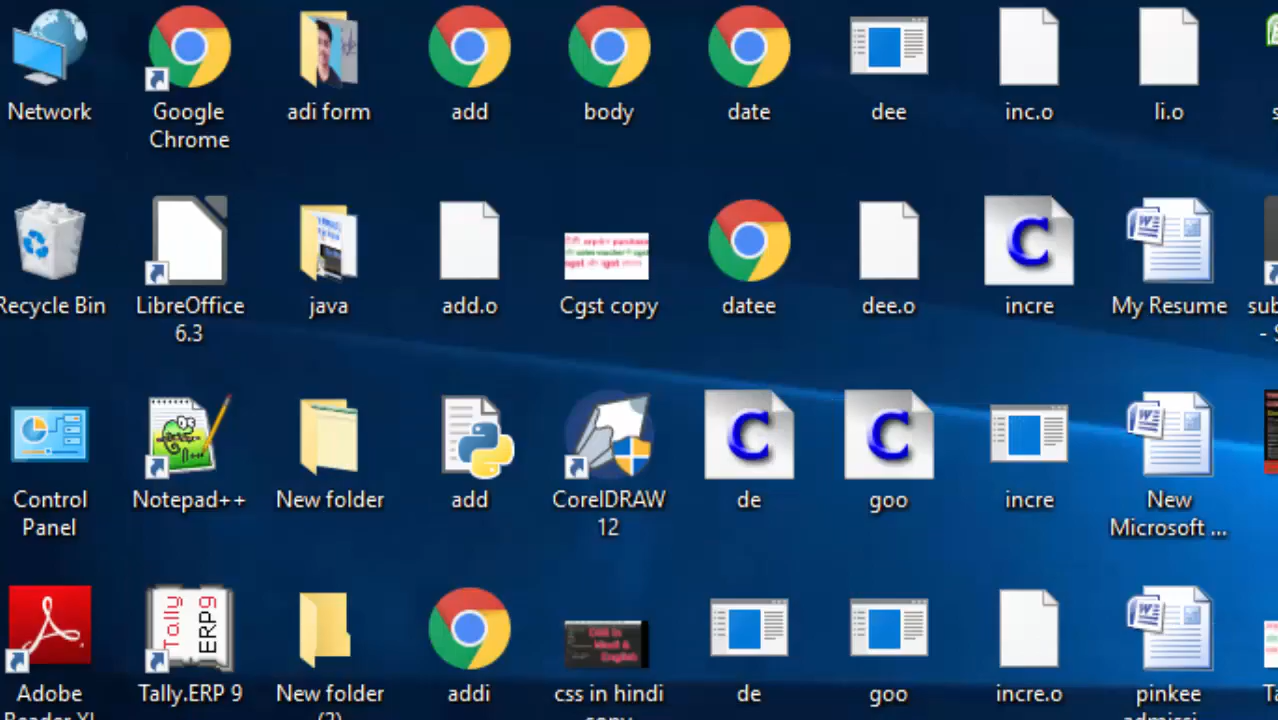 Network
Google
Chrome
adi form
add
body
date
dee
inc.o
li.o
Recycle Bin
LibreOffice
6.3
java
add.o
Cgst copy
datee
dee.o
incre
My Resume
Control
Panel
Notepad++
New folder
add
CorelDRAW
12
de
goo
incre
New
Microsoft ...
Adobe
Tally
ERP9
Tally.ERP 9
New folder
addi
css in hindi
de
goo
incre.o
pinkee